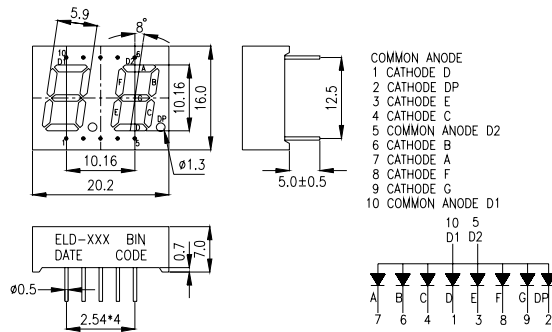 5.9
8°
10
D1
6
D2
A
F
B
G
E
C
D
DP
1
5
10.16
16.0
10.16
ø1.3
20.2
12.5
5.0±0.5
COMMON ANODE
1 CATHODE D
2 CATHODE DP
3 CATHODE E
4 CATHODE C
5 COMMON ANODE D2
6 CATHODE B
7 CATHODE A
8 CATHODE F
9 CATHODE G
10 COMMON ANODE D1
ELD-XXX BIN
DATE CODE
0.7
7.0
ø0.5
2.54*4
10 5
D1 D2
A B C D E F G DP
7 6 4 1 3 8 9 2